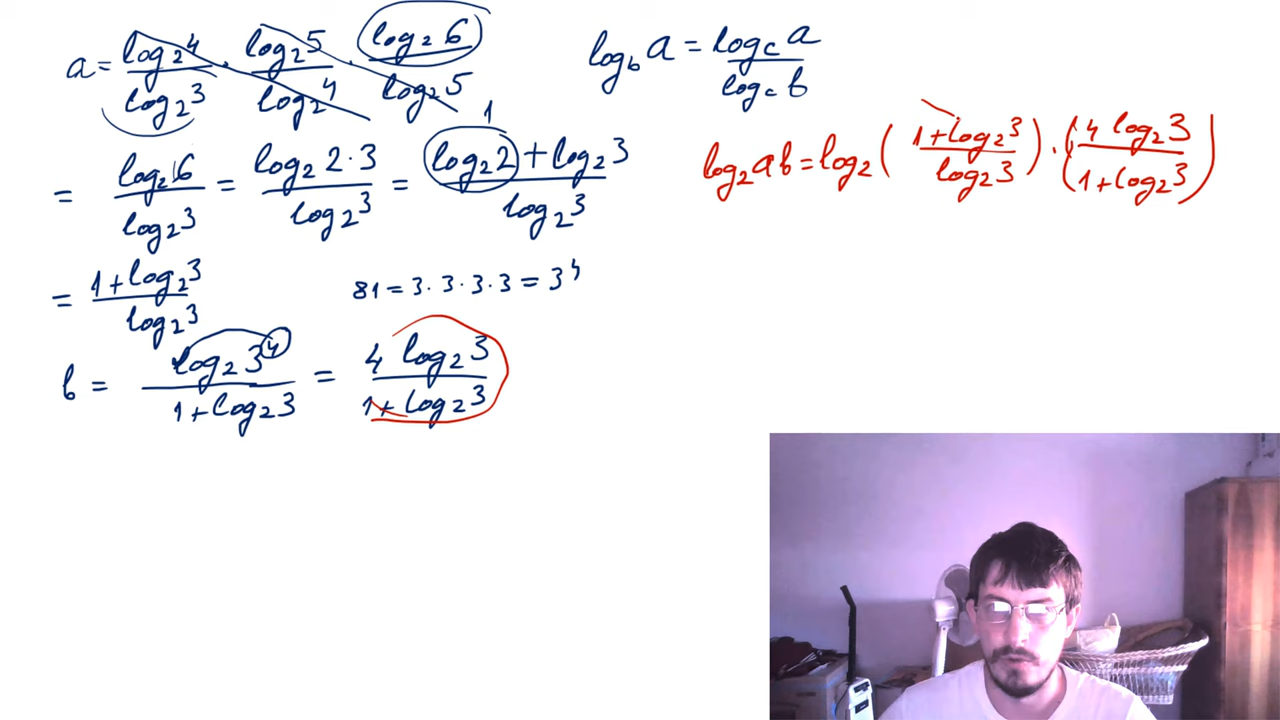 a = log₂4/log₂3 · log₂5/log₂4 · log₂6/log₂5
1
= log₂6/log₂3 = log₂2·3/log₂3 = (log₂2 + log₂3)/log₂3
= (1+log₂3)/log₂3
81 = 3·3·3·3 = 3⁴
b = log₂3⁴/(1+log₂3) = 4 log₂3/(1+log₂3)
log_b a = log_c a/log_c b
log₂ab = log₂((1+log₂3)/log₂3)·(4 log₂3/(1+log₂3))